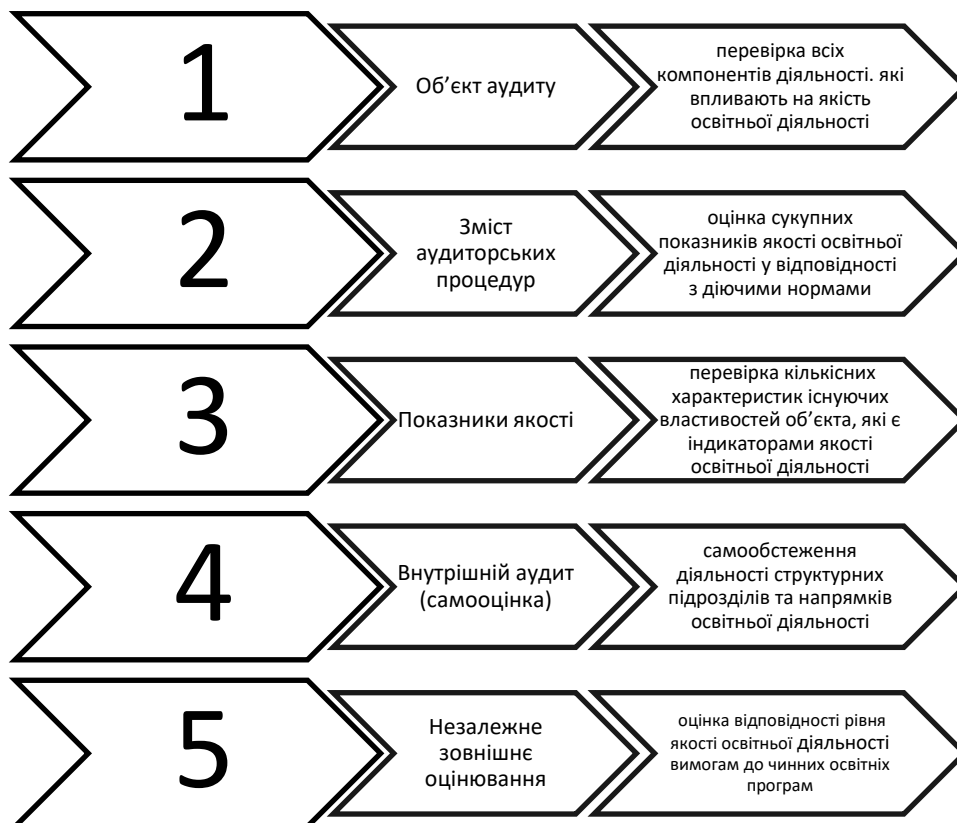 1
Об’єкт аудиту
перевірка всіх
компонентів діяльності. які
впливають на якість
освітньої діяльності
2
Зміст
аудиторських
процедур
оцінка сукупних
показників якості освітньої
діяльності у відповідності
з діючими нормами
3
Показники якості
перевірка кількісних
характеристик існуючих
властивостей об’єкта, які є
індикаторами якості
освітньої діяльності
4
Внутрішній аудит
(самооцінка)
самообстеження
діяльності структурних
підрозділів та напрямків
освітньої діяльності
5
Незалежне
зовнішнє
оцінювання
оцінка відповідності рівня
якості освітньої діяльності
вимогам до чинних освітніх
програм